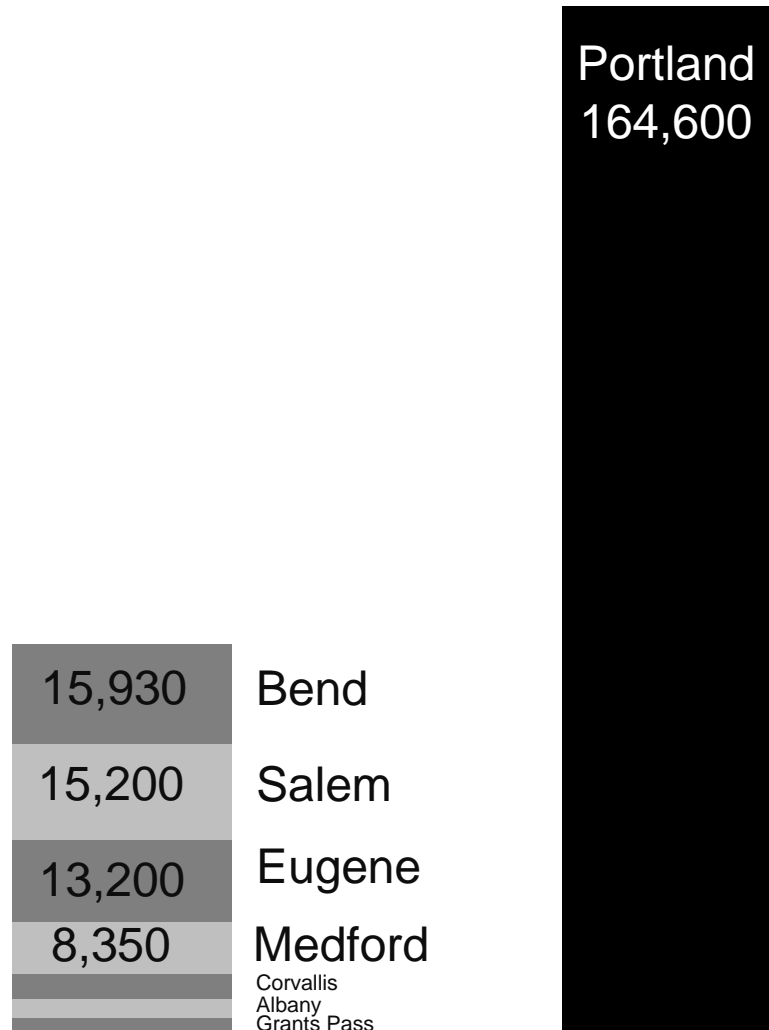 Portland
164,600
15,930 Bend
15,200 Salem
13,200 Eugene
8,350 Medford
Corvallis
Albany
Grants Pass